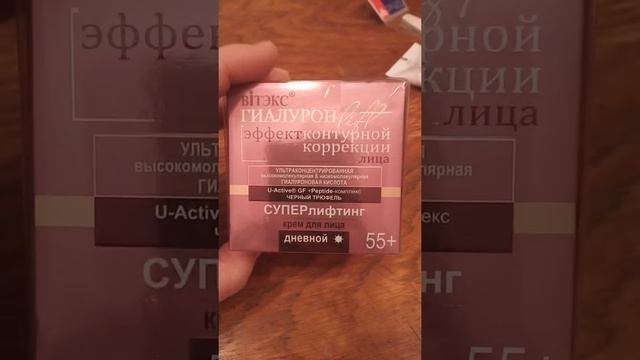 вiтэкс®
ГИАЛУРОН lift
[эффект контурной
коррекции
лица
УЛЬТРАКОНЦЕНТРИРОВАННАЯ
высокомолекулярная & низкомолекулярная
ГИАЛУРОНОВАЯ КИСЛОТА
U-Active® GF +Peptide-комплекс
ЧЕРНЫЙ ТРЮФЕЛЬ
СУПЕРлифтинг
крем для лица
дневной
55+